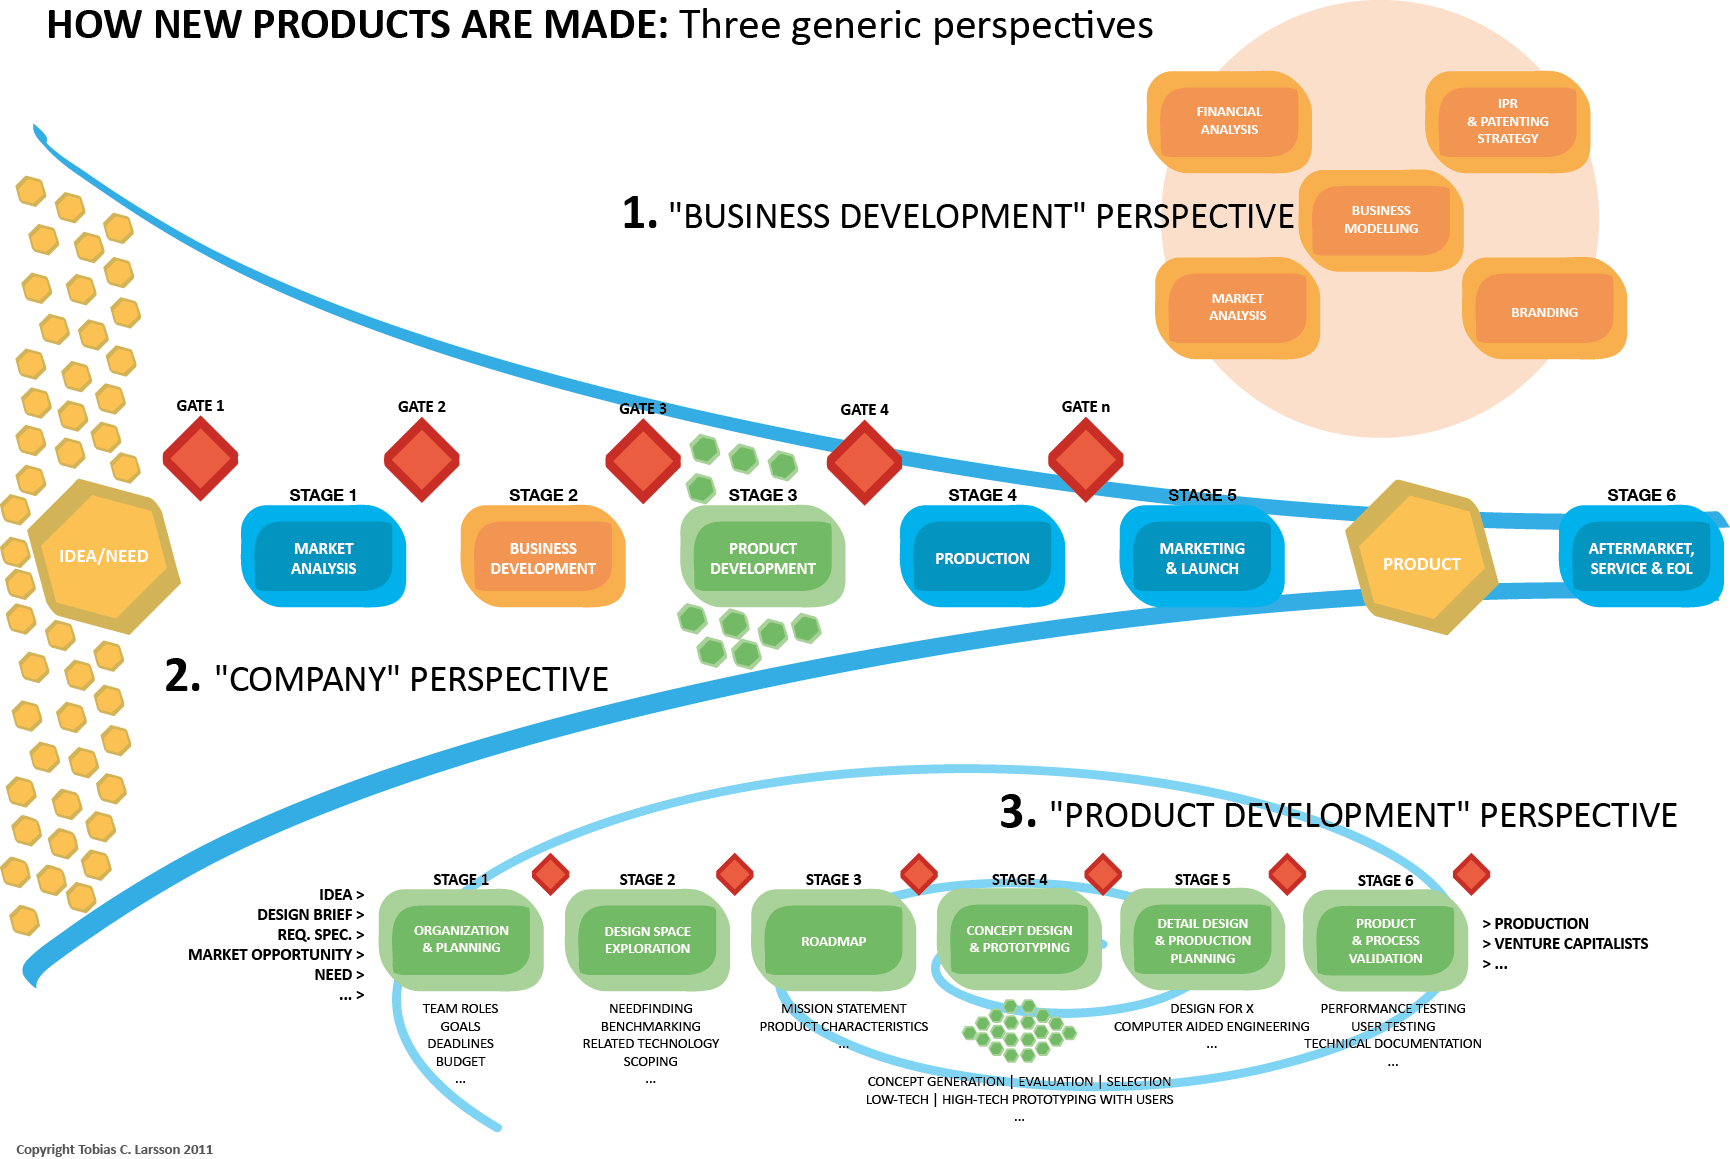 HOW NEW PRODUCTS ARE MADE: Three generic perspectives
FINANCIAL
ANALYSIS
IPR
& PATENTING
STRATEGY
1. "BUSINESS DEVELOPMENT" PERSPECTIVE
BUSINESS
MODELLING
MARKET
ANALYSIS
BRANDING
GATE 1
GATE 2
GATE 3
GATE 4
GATE n
IDEA/NEED
STAGE 1
MARKET
ANALYSIS
STAGE 2
BUSINESS
DEVELOPMENT
STAGE 3
PRODUCT
DEVELOPMENT
STAGE 4
PRODUCTION
STAGE 5
MARKETING
& LAUNCH
PRODUCT
STAGE 6
AFTERMARKET,
SERVICE & EOL
2. "COMPANY" PERSPECTIVE
3. "PRODUCT DEVELOPMENT" PERSPECTIVE
IDEA >
DESIGN BRIEF >
REQ. SPEC. >
MARKET OPPORTUNITY >
NEED >
... >
STAGE 1
ORGANIZATION
& PLANNING
TEAM ROLES
GOALS
DEADLINES
BUDGET
...
STAGE 2
DESIGN SPACE
EXPLORATION
NEEDFINDING
BENCHMARKING
RELATED TECHNOLOGY
SCOPING
...
STAGE 3
ROADMAP
MISSION STATEMENT
PRODUCT CHARACTERISTICS
...
STAGE 4
CONCEPT DESIGN
& PROTOTYPING
CONCEPT GENERATION | EVALUATION | SELECTION
LOW-TECH | HIGH-TECH PROTOTYPING WITH USERS
...
STAGE 5
DETAIL DESIGN
& PRODUCTION
PLANNING
DESIGN FOR X
COMPUTER AIDED ENGINEERING
...
STAGE 6
PRODUCT
& PROCESS
VALIDATION
PERFORMANCE TESTING
USER TESTING
TECHNICAL DOCUMENTATION
...
> PRODUCTION
> VENTURE CAPITALISTS
> ...
Copyright Tobias C. Larsson 2011